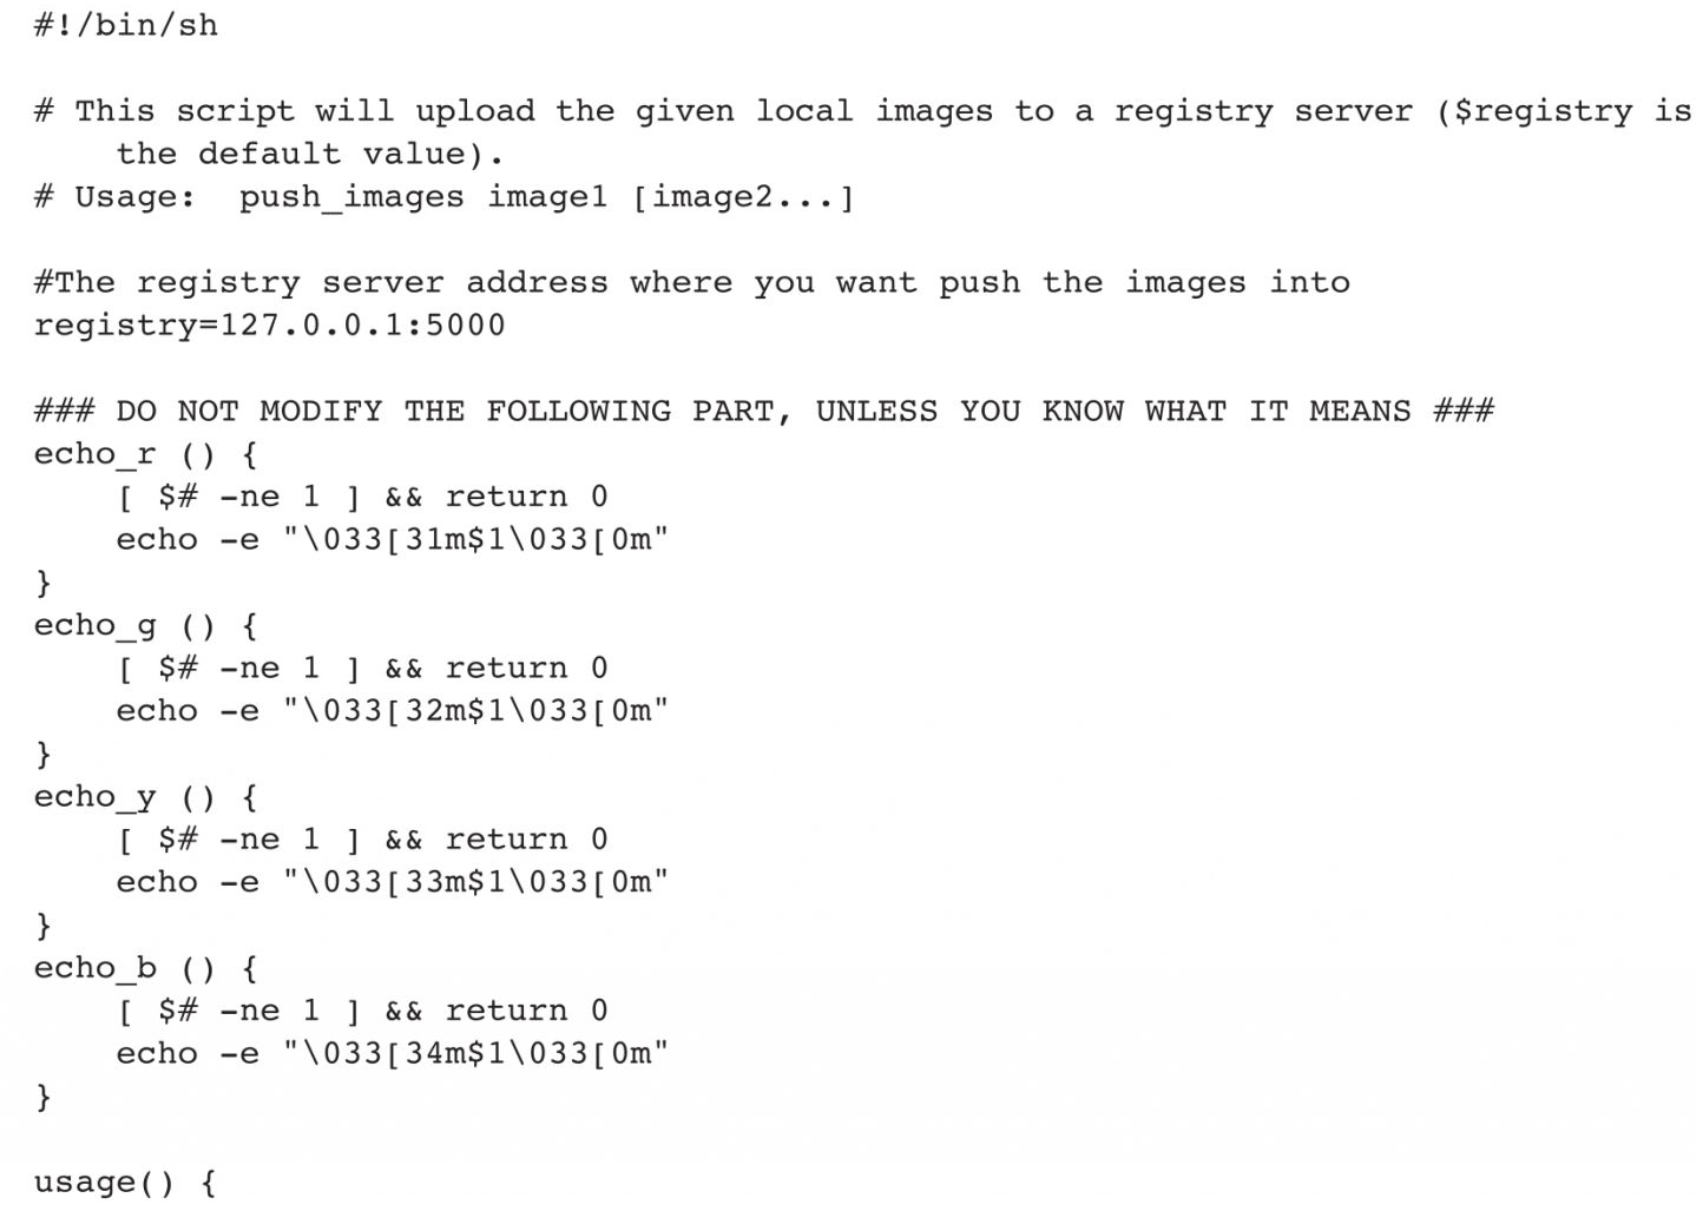 #!/bin/sh

# This script will upload the given local images to a registry server ($registry is
    the default value).
# Usage:  push_images image1 [image2...]

#The registry server address where you want push the images into
registry=127.0.0.1:5000

### DO NOT MODIFY THE FOLLOWING PART, UNLESS YOU KNOW WHAT IT MEANS ###
echo_r () {
    [ $# -ne 1 ] && return 0
    echo -e "\033[31m$1\033[0m"
}
echo_g () {
    [ $# -ne 1 ] && return 0
    echo -e "\033[32m$1\033[0m"
}
echo_y () {
    [ $# -ne 1 ] && return 0
    echo -e "\033[33m$1\033[0m"
}
echo_b () {
    [ $# -ne 1 ] && return 0
    echo -e "\033[34m$1\033[0m"
}

usage() {